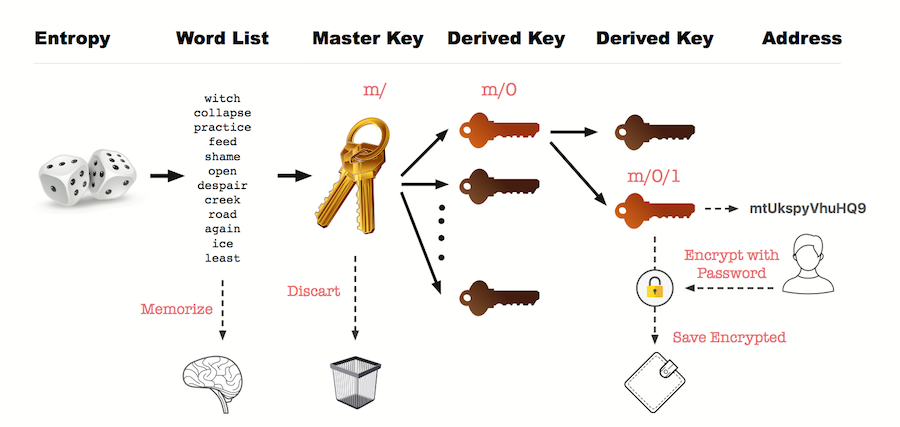 Entropy
Word List
Master Key
Derived Key
Derived Key
Address
witch
collapse
practice
feed
shame
open
despair
creek
road
again
ice
least
m/
m/0
m/0/1
mtUkspyVhuHQ9
Encrypt with
Password
Memorize
Discart
Save Encrypted